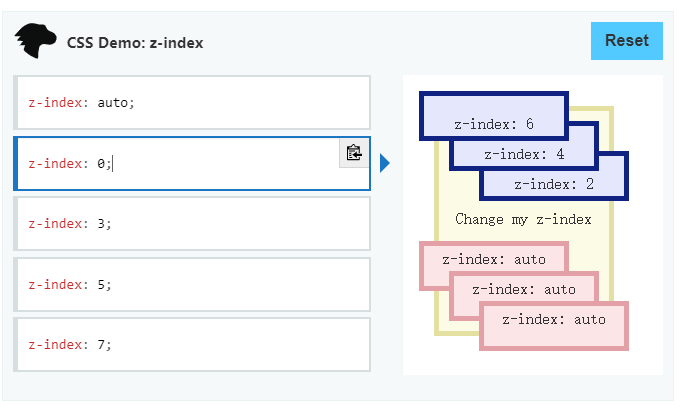 CSS Demo: z-index
Reset
z-index: auto;
z-index: 0;
z-index: 3;
z-index: 5;
z-index: 7;
z-index: 6
z-index: 4
z-index: 2
Change my z-index
z-index: auto
z-index: auto
z-index: auto